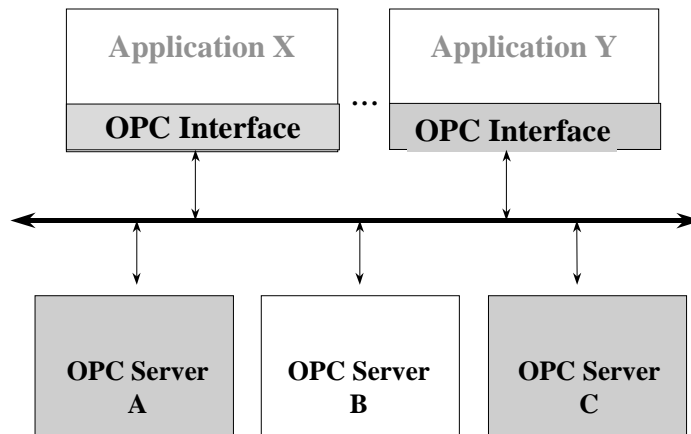 Application X
Application Y
OPC Interface
...
OPC Interface
OPC Server
A
OPC Server
B
OPC Server
C